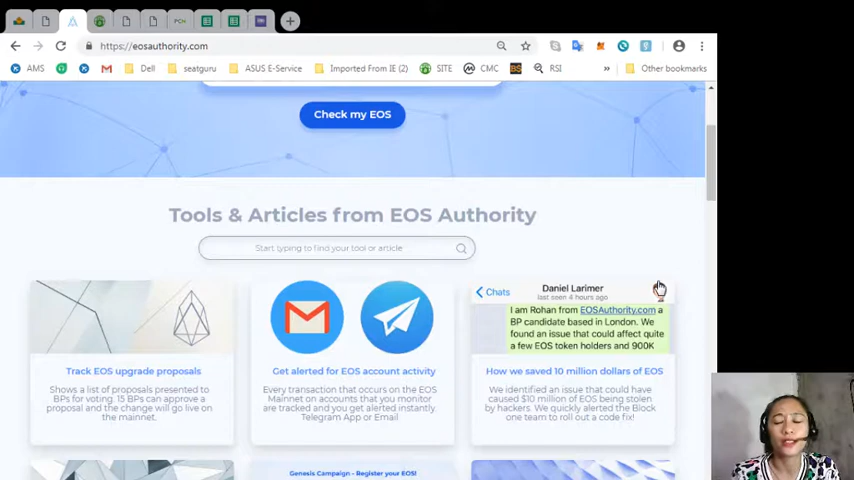 PCH
https://eosauthority.com
AMS
Dell
seatguru
ASUS E-Service
Imported From IE (2)
SITE
CMC
RSI
»
Other bookmarks
Check my EOS
Tools & Articles from EOS Authority
Start typing to find your tool or article
Chats
Daniel Larimer
last seen 4 hours ago
I am Rohan from EOSAuthority.com a
BP candidate based in London. We
found an issue that could affect quite
a few EOS token holders and 900K
Track EOS upgrade proposals
Shows a list of proposals presented to
BPs for voting. 15 BPs can approve a
proposal and the change will go live on
the mainnet.
Get alerted for EOS account activity
Every transaction that occurs on the EOS
Mainnet on accounts that you monitor
are tracked and you get alerted instantly.
Telegram App or Email
How we saved 10 million dollars of EOS
We identified an issue that could have
caused $10 million of EOS being stolen
by hackers. We quickly alerted the Block
one team to roll out a code fix!
Genesis Campaign - Register your EOS!